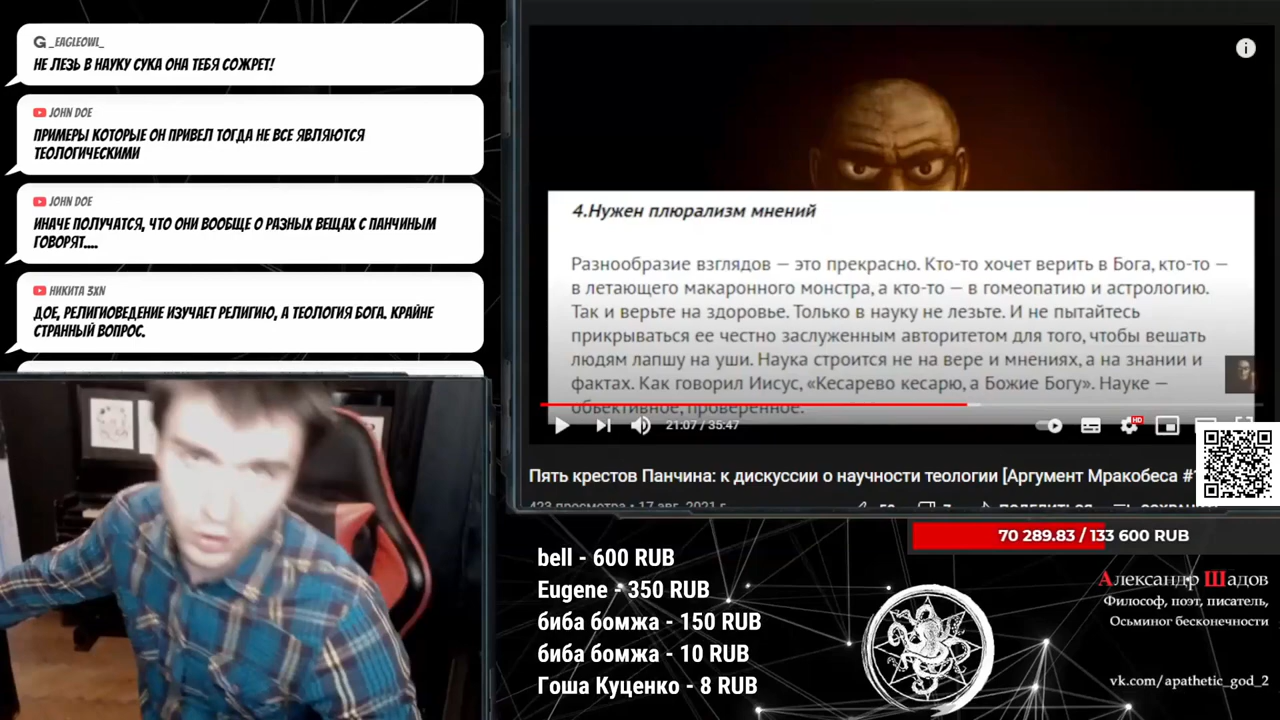 _EAGLEOWL_
НЕ ЛЕЗЬ В НАУКУ СУКА ОНА ТЕБЯ СОЖРЕТ!
JOHN DOE
ПРИМЕРЫ КОТОРЫЕ ОН ПРИВЕЛ ТОГДА НЕ ВСЕ ЯВЛЯЮТСЯ
ТЕОЛОГИЧЕСКИМИ
JOHN DOE
ИНАЧЕ ПОЛУЧАТСЯ, ЧТО ОНИ ВООБЩЕ О РАЗНЫХ ВЕЩАХ С ПАНЧИНЫМ
ГОВОРЯТ....
НИКИТА ЗХN
ДОЕ, РЕЛИГИОВЕДЕНИЕ ИЗУЧАЕТ РЕЛИГИЮ, А ТЕОЛОГИЯ БОГА. КРАЙНЕ
СТРАННЫЙ ВОПРОС.
4.Нужен плюрализм мнений
Разнообразие взглядов — это прекрасно. Кто-то хочет верить в Бога, кто-то —
в летающего макаронного монстра, а кто-то — в гомеопатию и астрологию.
Так и верьте на здоровье. Только в науку не лезьте. И не пытайтесь
прикрываться ее честно заслуженным авторитетом для того, чтобы вешать
людям лапшу на уши. Наука строится не на вере и мнениях, а на знании и
фактах. Как говорил Иисус, «Кесарево кесарю, а Божие Богу». Науке —
объективное, проверенное.
21:07 / 35:47
HD
Пять крестов Панчина: к дискуссии о научности теологии [Аргумент Мракобеса #
423 просмотра • 17 авг. 2021 г.
70 289.83 / 133 600 RUB
bell - 600 RUB
Eugene - 350 RUB
биба бомжа - 150 RUB
биба бомжа - 10 RUB
Гоша Куценко - 8 RUB
Александр Шадов
Философ, поэт, писатель,
Осьминог бесконечности
vk.com/apathetic_god_2